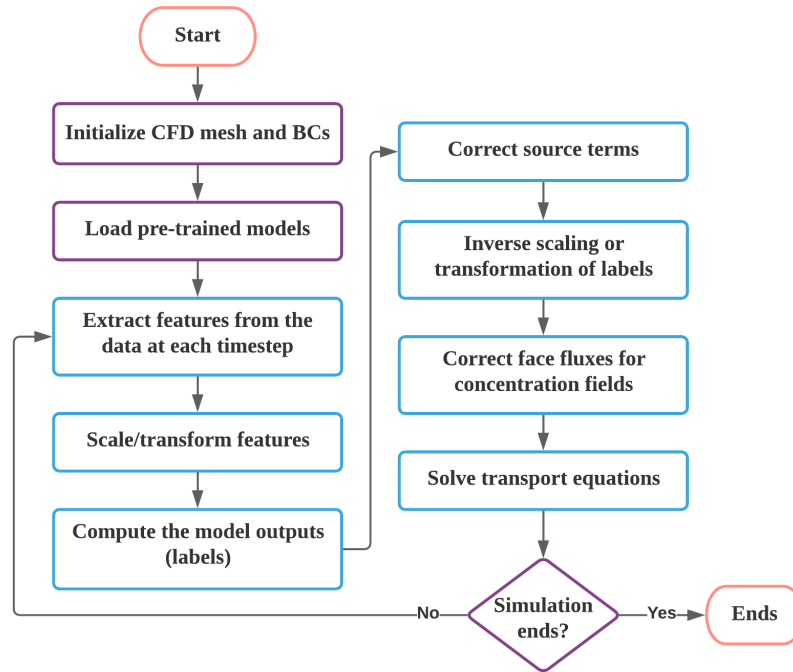 Start
Initialize CFD mesh and BCs
Load pre-trained models
Extract features from the
data at each timestep
Scale/transform features
Compute the model outputs
(labels)
Correct source terms
Inverse scaling or
transformation of labels
Correct face fluxes for
concentration fields
Solve transport equations
Simulation
ends?
No
Yes
Ends